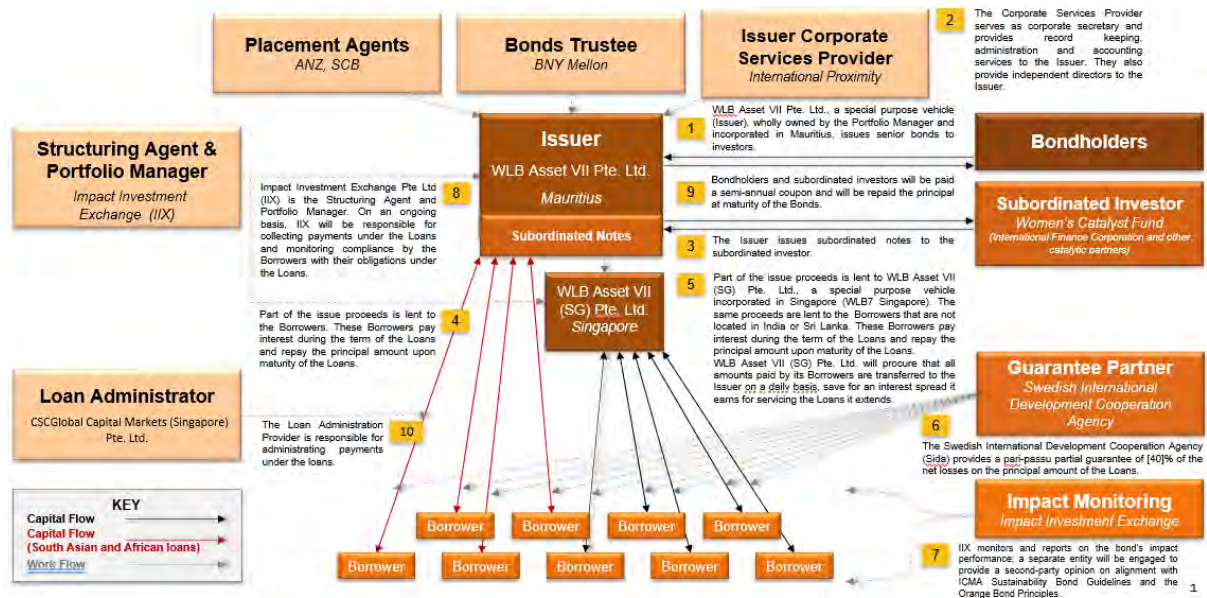 Placement Agents
ANZ, SCB
Bonds Trustee
BNY Mellon
Issuer Corporate
Services Provider
International Proximity
2
The Corporate Services Provider
serves as corporate secretary and
provides record keeping,
administration and accounting
services to the Issuer. They also
provide independent directors to the
Issuer.
Structuring Agent &
Portfolio Manager
Impact Investment
Exchange (IIX)
Impact Investment Exchange Pte Ltd
(IIX) is the Structuring Agent and
Portfolio Manager. On an ongoing
basis, IIX will be responsible for
collecting payments under the Loans
and monitoring compliance by the
Borrowers with their obligations under
the Loans.
8
Issuer
WLB Asset VII Pte. Ltd.
Mauritius
Subordinated Notes
1
WLB Asset VII Pte. Ltd., a special purpose vehicle
(Issuer), wholly owned by the Portfolio Manager and
incorporated in Mauritius, issues senior bonds to
investors.
Bondholders
9
Bondholders and subordinated investors will be paid
a semi-annual coupon and will be repaid the principal
at maturity of the Bonds.
Subordinated Investor
Women's Catalyst Fund
(International Finance Corporation and other
catalytic partners)
3
The Issuer issues subordinated notes to the
subordinated investor.
Part of the issue proceeds is lent to
the Borrowers. These Borrowers pay
interest during the term of the Loans
and repay the principal amount upon
maturity of the Loans.
4
WLB Asset VII
(SG) Pte. Ltd.
Singapore
5
Part of the issue proceeds is lent to WLB Asset VII
(SG) Pte. Ltd., a special purpose vehicle
incorporated in Singapore (WLB7 Singapore). The
same proceeds are lent to the Borrowers that are not
located in India or Sri Lanka. These Borrowers pay
interest during the term of the Loans and repay the
principal amount upon maturity of the Loans.
WLB Asset VII (SG) Pte. Ltd. will procure that all
amounts paid by its Borrowers are transferred to the
Issuer on a daily basis, save for an interest spread it
earns for servicing the Loans it extends.
Guarantee Partner
Swedish International
Development Cooperation
Agency
6
The Swedish International Development Cooperation Agency
(Sida) provides a pari-passu partial guarantee of [40]% of the
net losses on the principal amount of the Loans.
Loan Administrator
CSCGlobal Capital Markets (Singapore)
Pte. Ltd.
The Loan Administration
Provider is responsible for
administrating payments
under the loans.
10
Impact Monitoring
Impact Investment Exchange
7
IIX monitors and reports on the bond's impact
performance; a separate entity will be engaged to
provide a second-party opinion on alignment with
ICMA Sustainability Bond Guidelines and the
Orange Bond Principles.
KEY
Capital Flow
Capital Flow
(South Asian and African loans)
Work Flow
Borrower
Borrower
Borrower
Borrower
Borrower
Borrower
Borrower
Borrower
Borrower
1